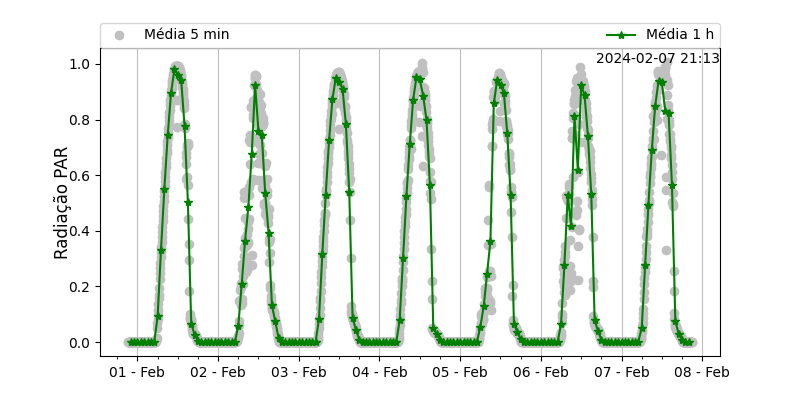 Média 5 min
Média 1 h
2024-02-07 21:13
Radiação PAR
1.0
0.8
0.6
0.4
0.2
0.0
01 - Feb
02 - Feb
03 - Feb
04 - Feb
05 - Feb
06 - Feb
07 - Feb
08 - Feb